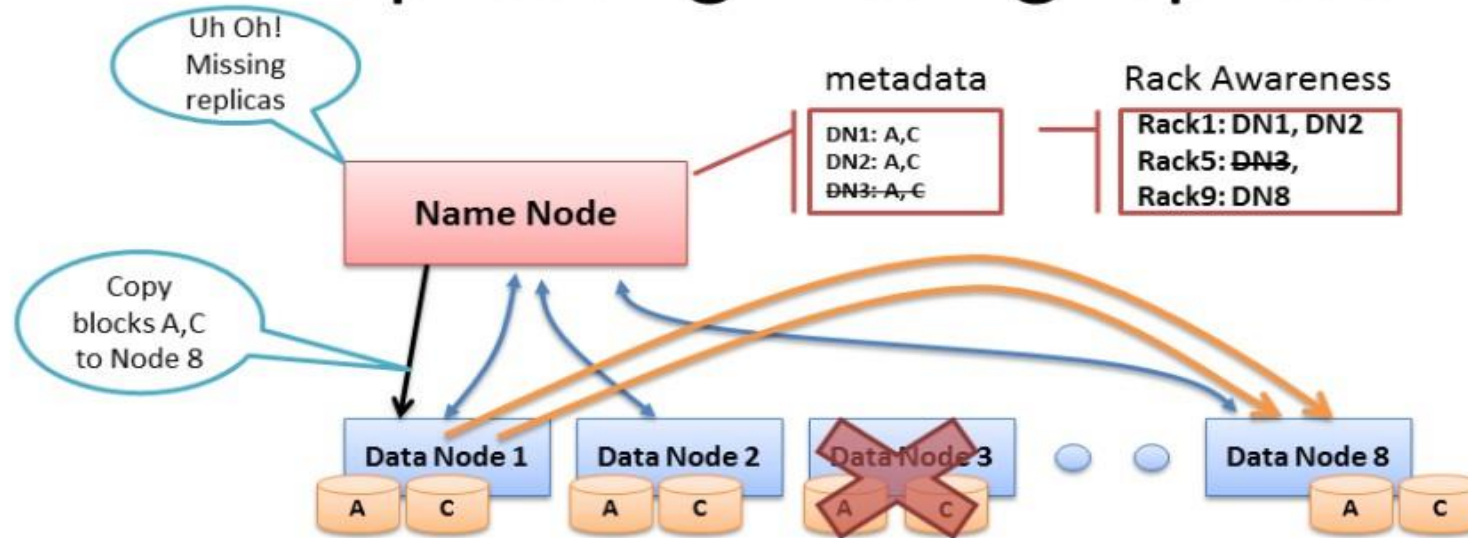 Uh Oh!
Missing
replicas
metadata
DN1: A,C
DN2: A,C
DN3: A, C
Rack Awareness
Rack1: DN1, DN2
Rack5: DN3,
Rack9: DN8
Name Node
Copy
blocks A,C
to Node 8
Data Node 1
Data Node 2
Data Node 3
Data Node 8
A
C
A
C
A
C
A
C